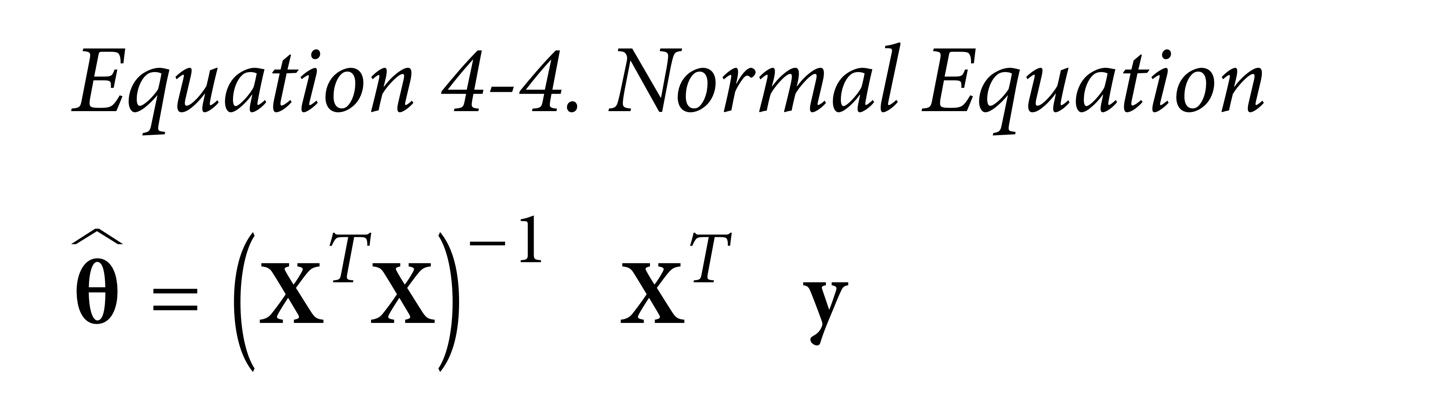 Equation 4-4. Normal Equation
θ̂ = (XᵀX)⁻¹ Xᵀ y